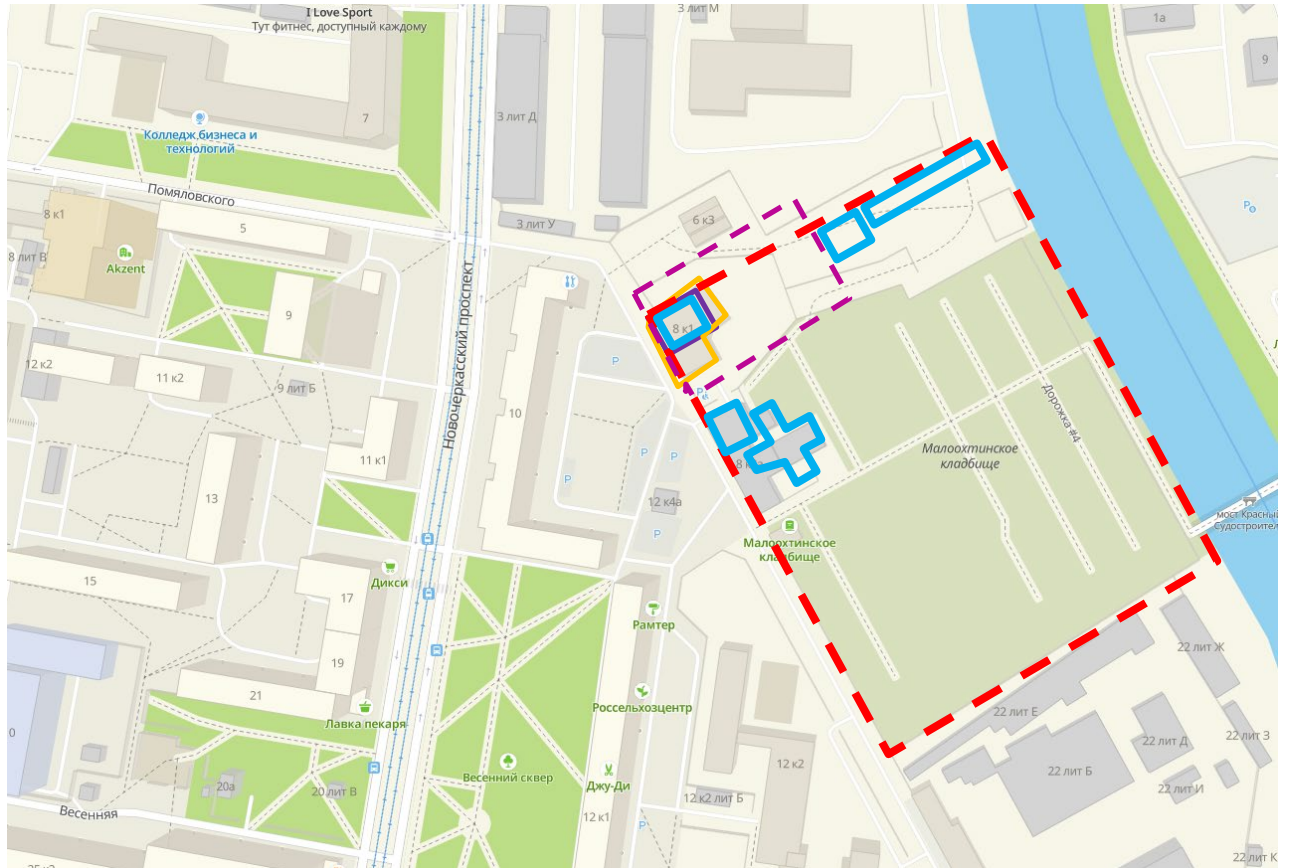 I Love Sport
Тут фитнес, доступный каждому
3 лит М
1а
9
7
3 лит Д
Колледж бизнеса и
технологий
Помяловского
8 к1
5
3 лит У
6 к3
P
8 лит В
Akzent
9
8 к1
Новочеркасский проспект
12 к2
11 к2
9 лит Б
10
P
P
Дорожка #4
11 к1
Малоохтинское
кладбище
P
P
P
13
12 к4а
мост Красный
Судостроитель
P
Малоохтинское
кладбище
Дикси
15
17
Рамтер
22 лит Ж
19
21
Россельхозцентр
Лавка пекаря
22 лит Е
22 лит Д
22 лит З
0
Весенний сквер
Джу-Ди
12 к2
22 лит Б
22 лит И
20а
20 лит В
12 к2 лит Б
Весенняя
12 к1
P
22 лит К